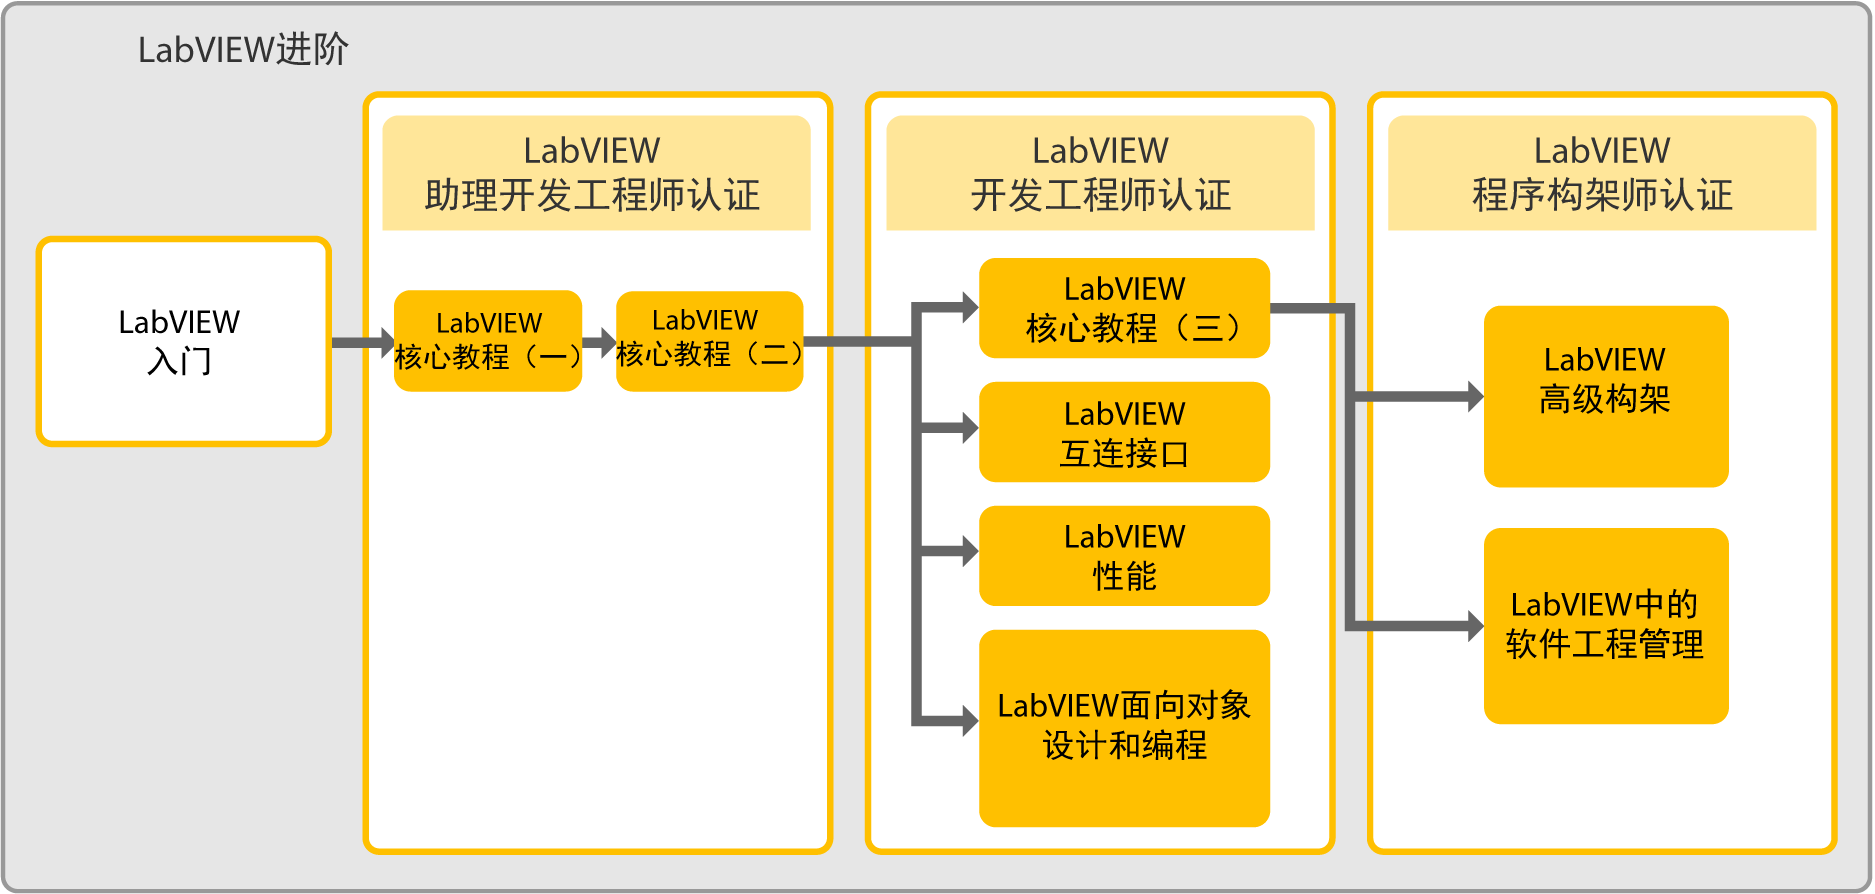 LabVIEW进阶
LabVIEW
入门
LabVIEW
助理开发工程师认证
LabVIEW
核心教程（一）
LabVIEW
核心教程（二）
LabVIEW
开发工程师认证
LabVIEW
核心教程（三）
LabVIEW
互连接口
LabVIEW
性能
LabVIEW面向对象
设计和编程
LabVIEW
程序构架师认证
LabVIEW
高级构架
LabVIEW中的
软件工程管理